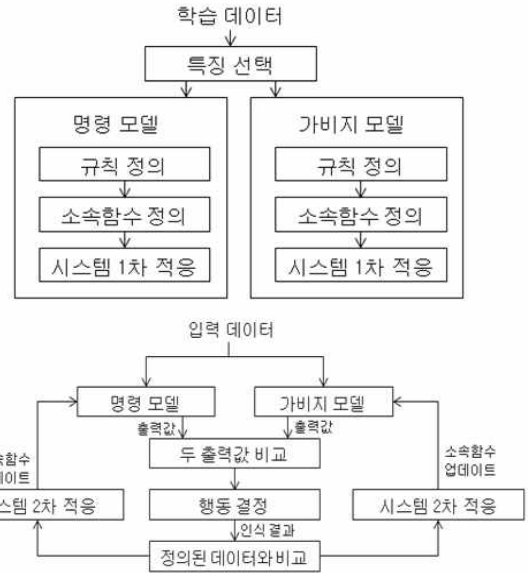 학습 데이터
특징 선택
명령 모델
규칙 정의
소속함수 정의
시스템 1차 적응
가비지 모델
규칙 정의
소속함수 정의
시스템 1차 적응
입력 데이터
명령 모델
가비지 모델
출력값
출력값
두 출력값 비교
소속함수
업데이트
행동 결정
시스템 2차 적응
인식 결과
정의된 데이터와 비교